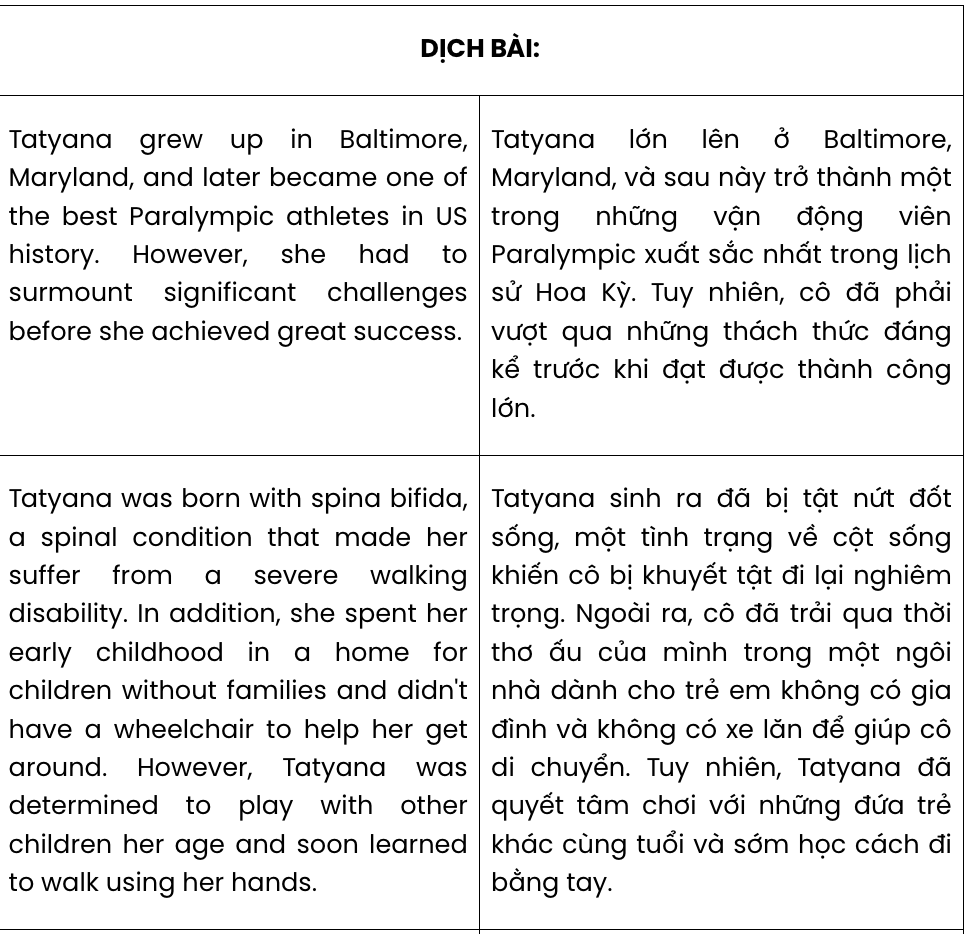 DỊCH BÀI:
Tatyana grew up in Baltimore,
Maryland, and later became one of
the best Paralympic athletes in US
history. However, she had to
surmount significant challenges
before she achieved great success.
Tatyana lớn lên ở Baltimore,
Maryland, và sau này trở thành một
trong những vận động viên
Paralympic xuất sắc nhất trong lịch
sử Hoa Kỳ. Tuy nhiên, cô đã phải
vượt qua những thách thức đáng
kể trước khi đạt được thành công
lớn.
Tatyana was born with spina bifida,
a spinal condition that made her
suffer from a severe walking
disability. In addition, she spent her
early childhood in a home for
children without families and didn't
have a wheelchair to help her get
around. However, Tatyana was
determined to play with other
children her age and soon learned
to walk using her hands.
Tatyana sinh ra đã bị tật nứt đốt
sống, một tình trạng về cột sống
khiến cô bị khuyết tật đi lại nghiêm
trọng. Ngoài ra, cô đã trải qua thời
thơ ấu của mình trong một ngôi
nhà dành cho trẻ em không có gia
đình và không có xe lăn để giúp cô
di chuyển. Tuy nhiên, Tatyana đã
quyết tâm chơi với những đứa trẻ
khác cùng tuổi và sớm học cách đi
bằng tay.